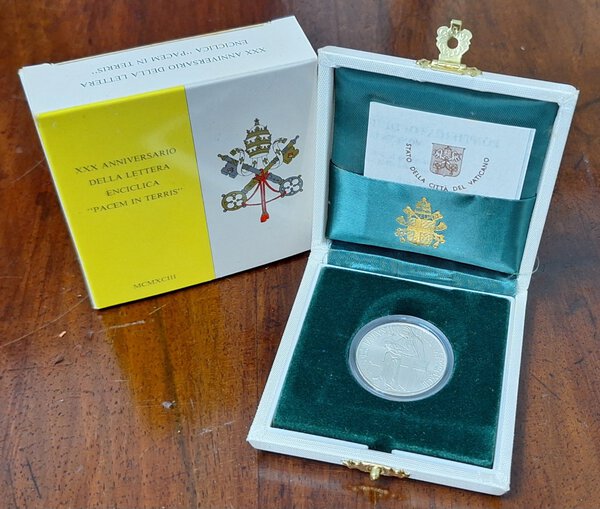 XXX ANNIVERSARIO DELLA LETTERA
ENCICLICA "PACEM IN TERRIS"
XXX ANNIVERSARIO
DELLA LETTERA
ENCICLICA
"PACEM IN TERRIS"
MCMXCIII
STATO DELLA CITTÀ DEL VATICANO